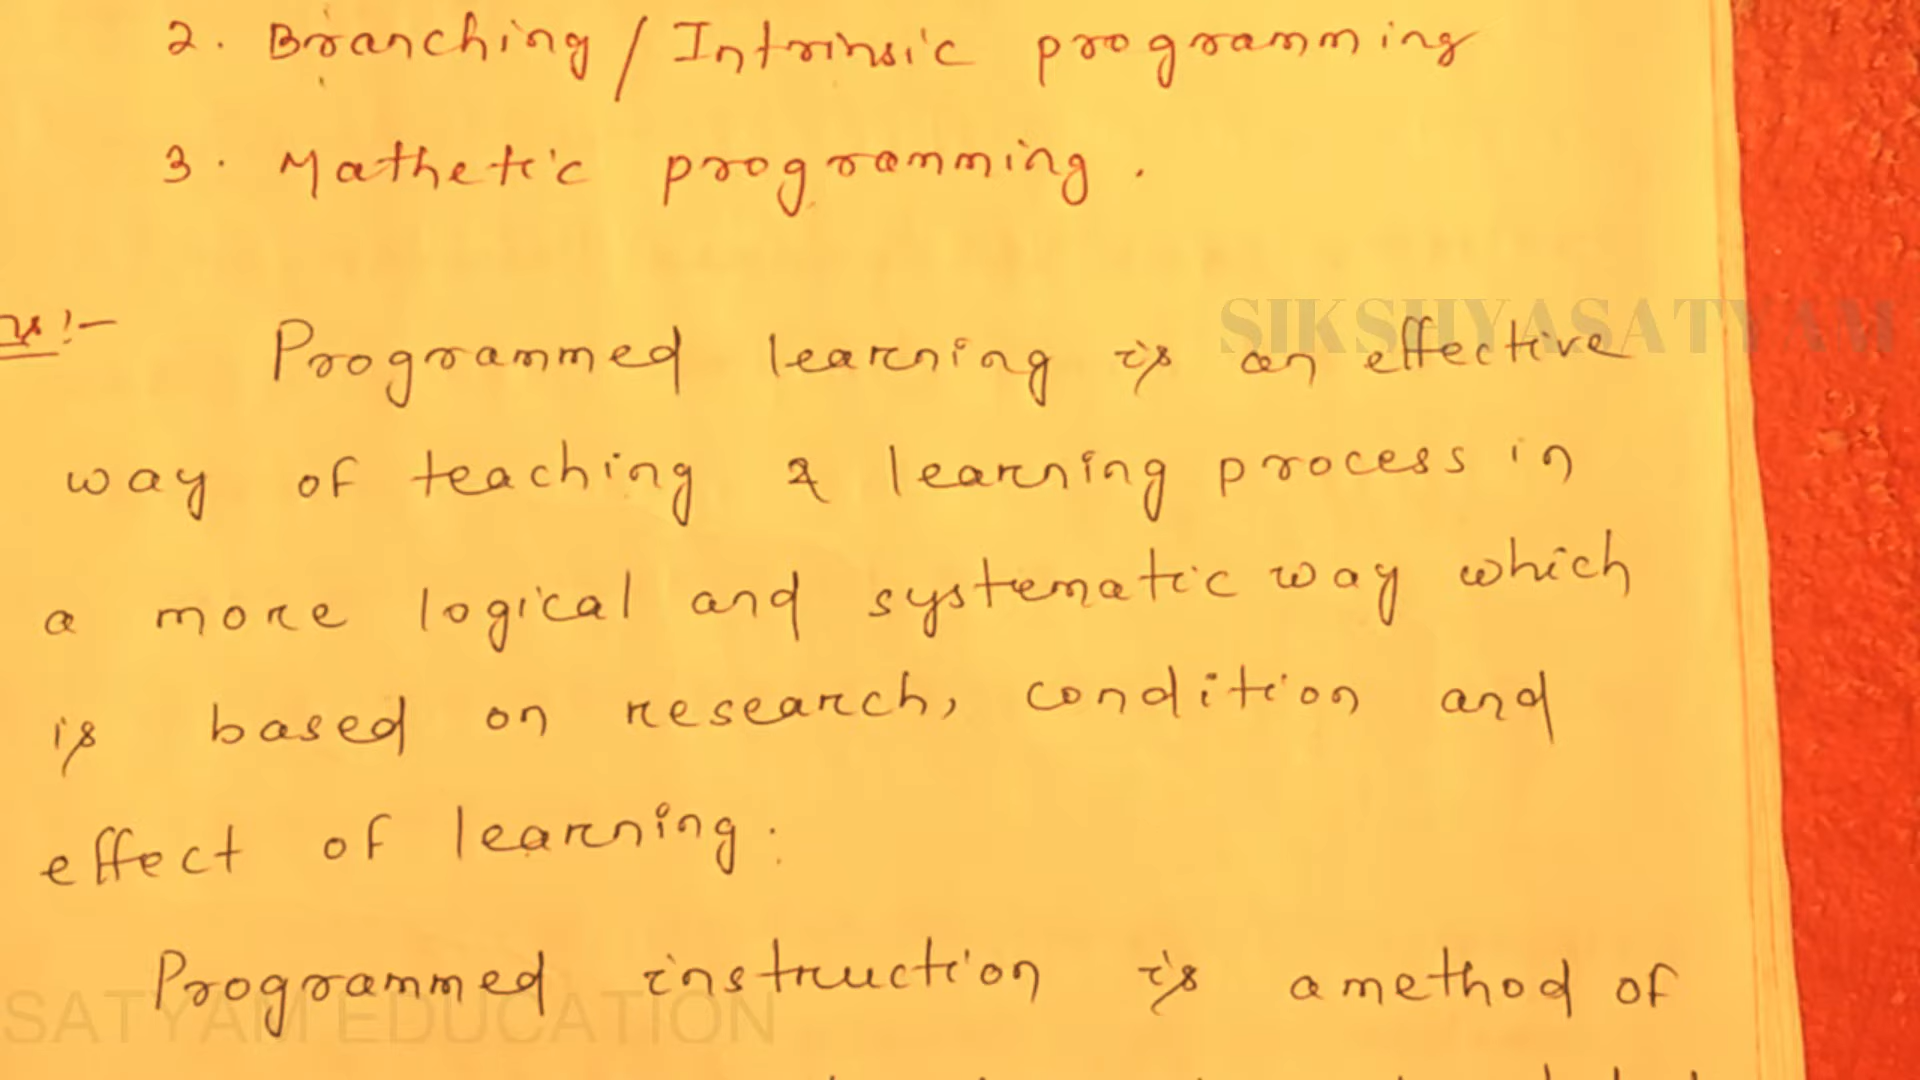 2. Branching / Intrinsic programming
3. Mathetic programming.
SIKSHYASATYAM
Programmed learning is an effective
way of teaching & learning process in
a more logical and systematic way which
is based on research, condition and
effect of learning.
Programmed instruction is a method of
SATYAM EDUCATION